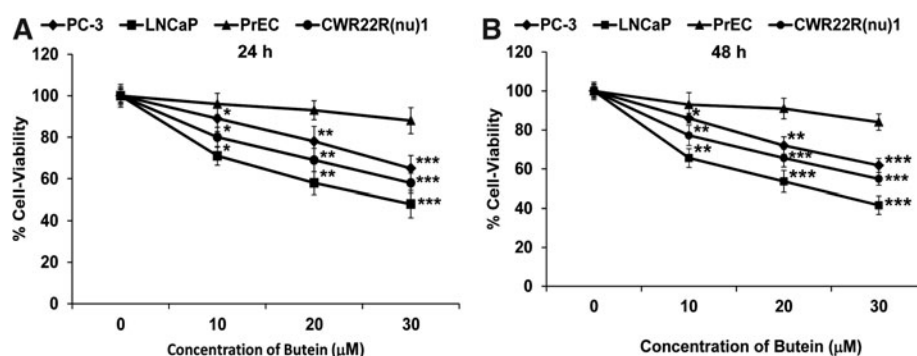 A
PC-3 LNCaP PrEC CWR22R(nu)1
24 h
% Cell-Viability
120
100
80
60
40
20
0
* ** ***
* ** ***
* ** ***
0 10 20 30
Concentration of Butein (μM)
B
PC-3 LNCaP PrEC CWR22R(nu)1
48 h
% Cell-Viability
120
100
80
60
40
20
0
* ** ***
** *** ***
** *** ***
0 10 20 30
Concentration of Butein (μM)